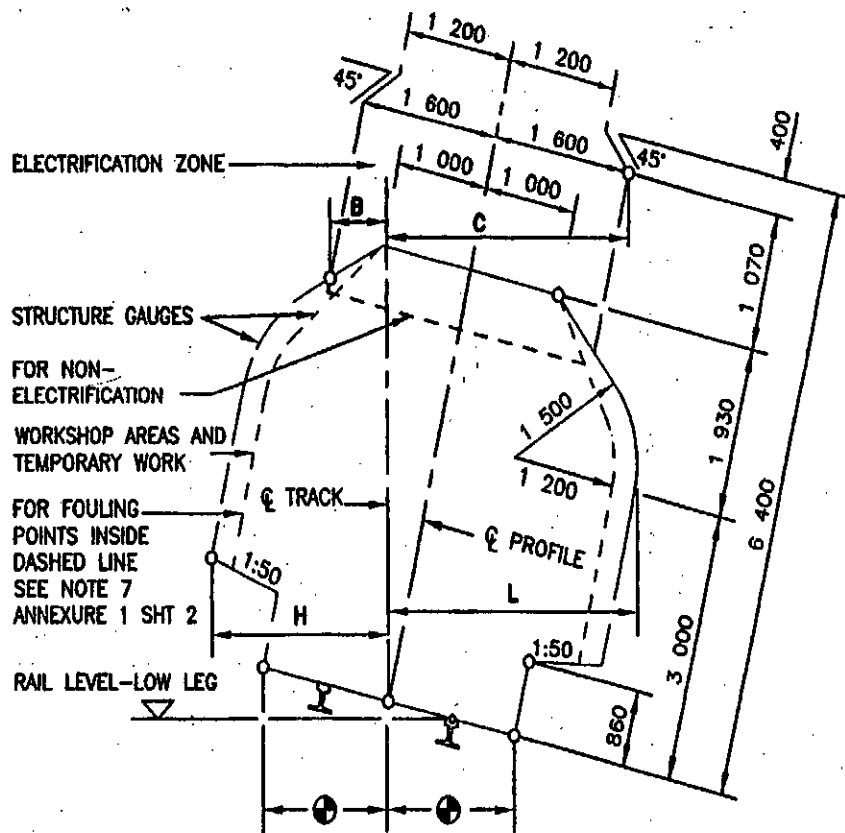 1 200
1 200
45°
1 600
1 600
45°
400
ELECTRIFICATION ZONE
1 000
1 000
B
C
1 070
STRUCTURE GAUGES
FOR NON-
ELECTRIFICATION
1 500
1 930
WORKSHOP AREAS AND
TEMPORARY WORK
1 200
6 400
℄ TRACK
FOR FOULING
POINTS INSIDE
DASHED LINE
SEE NOTE 7
ANNEXURE 1 SHT 2
℄ PROFILE
1:50
H
L
3 000
1:50
RAIL LEVEL-LOW LEG
860